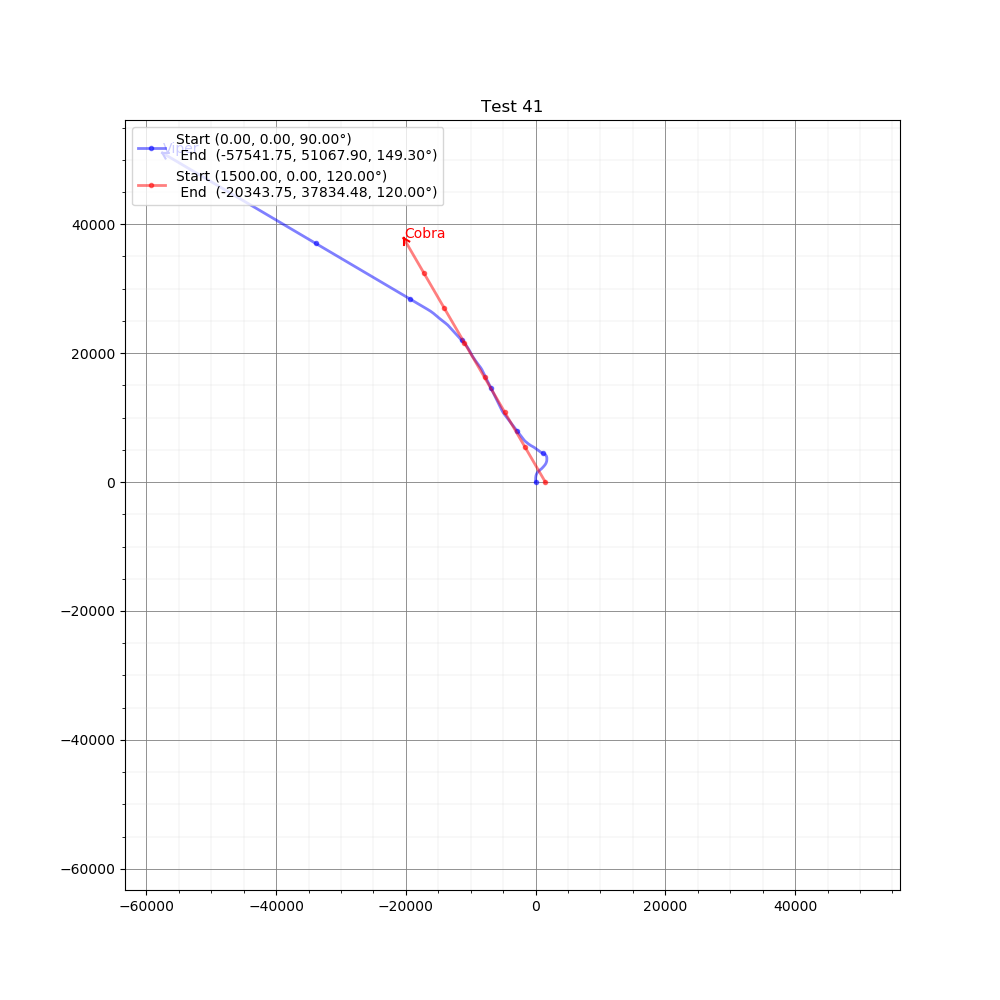 Test 41
Start (0.00, 0.00, 90.00°)
End (-57541.75, 51067.90, 149.30°)
Start (1500.00, 0.00, 120.00°)
End (-20343.75, 37834.48, 120.00°)
Viper
Cobra
40000
20000
0
−20000
−40000
−60000
−60000 −40000 −20000 0 20000 40000